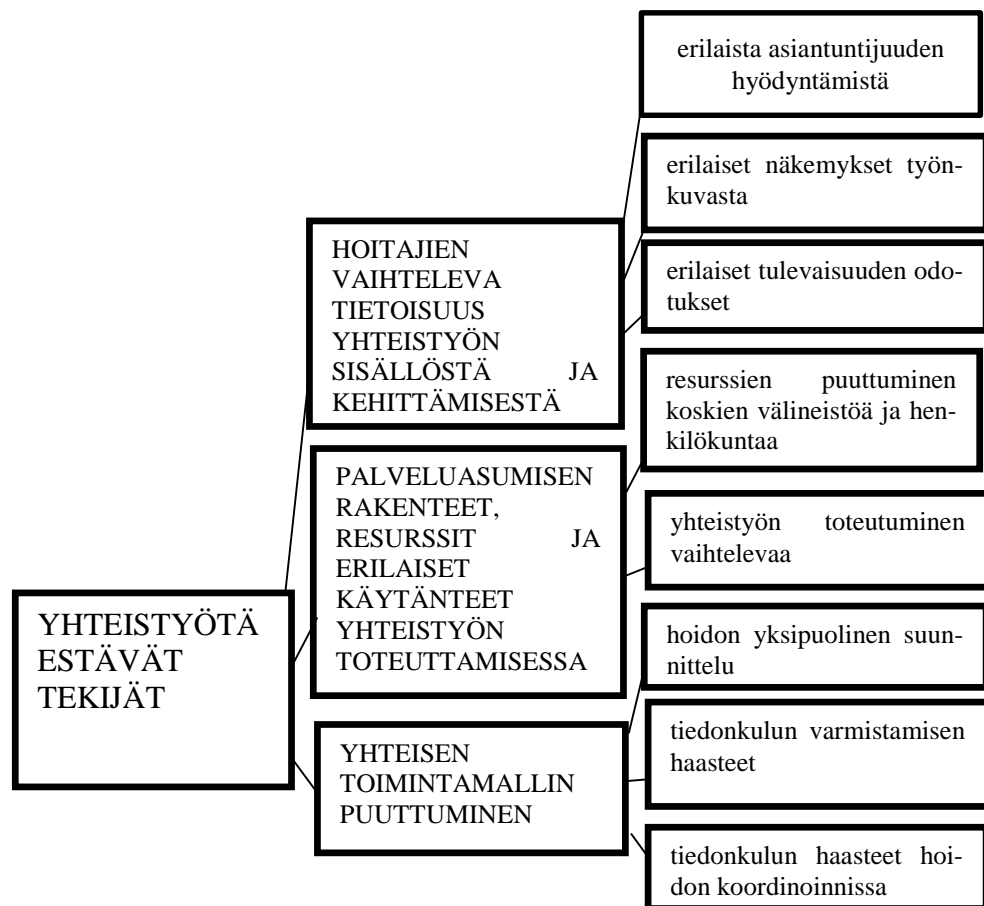 erilaista asiantuntijuuden
hyödyntämistä
erilaiset näkemykset työn-
kuvasta
HOITAJIEN
VAIHTELEVA
TIETOISUUS
YHTEISTYÖN
SISÄLLÖSTÄ JA
KEHITTÄMISESTÄ
erilaiset tulevaisuuden odo-
tukset
resurssien puuttuminen
koskien välineistöä ja hen-
kilökuntaa
PALVELUASUMISEN
RAKENTEET,
RESURSSIT JA
ERILAISET
KÄYTÄNTEET
YHTEISTYÖN
TOTEUTTAMISESSA
yhteistyön toteutuminen
vaihtelevaa
YHTEISTYÖTÄ
ESTÄVÄT
TEKIJÄT
hoidon yksipuolinen suun-
nittelu
tiedonkulun varmistamisen
haasteet
YHTEISEN
TOIMINTAMALLIN
PUUTTUMINEN
tiedonkulun haasteet hoi-
don koordinoinnissa